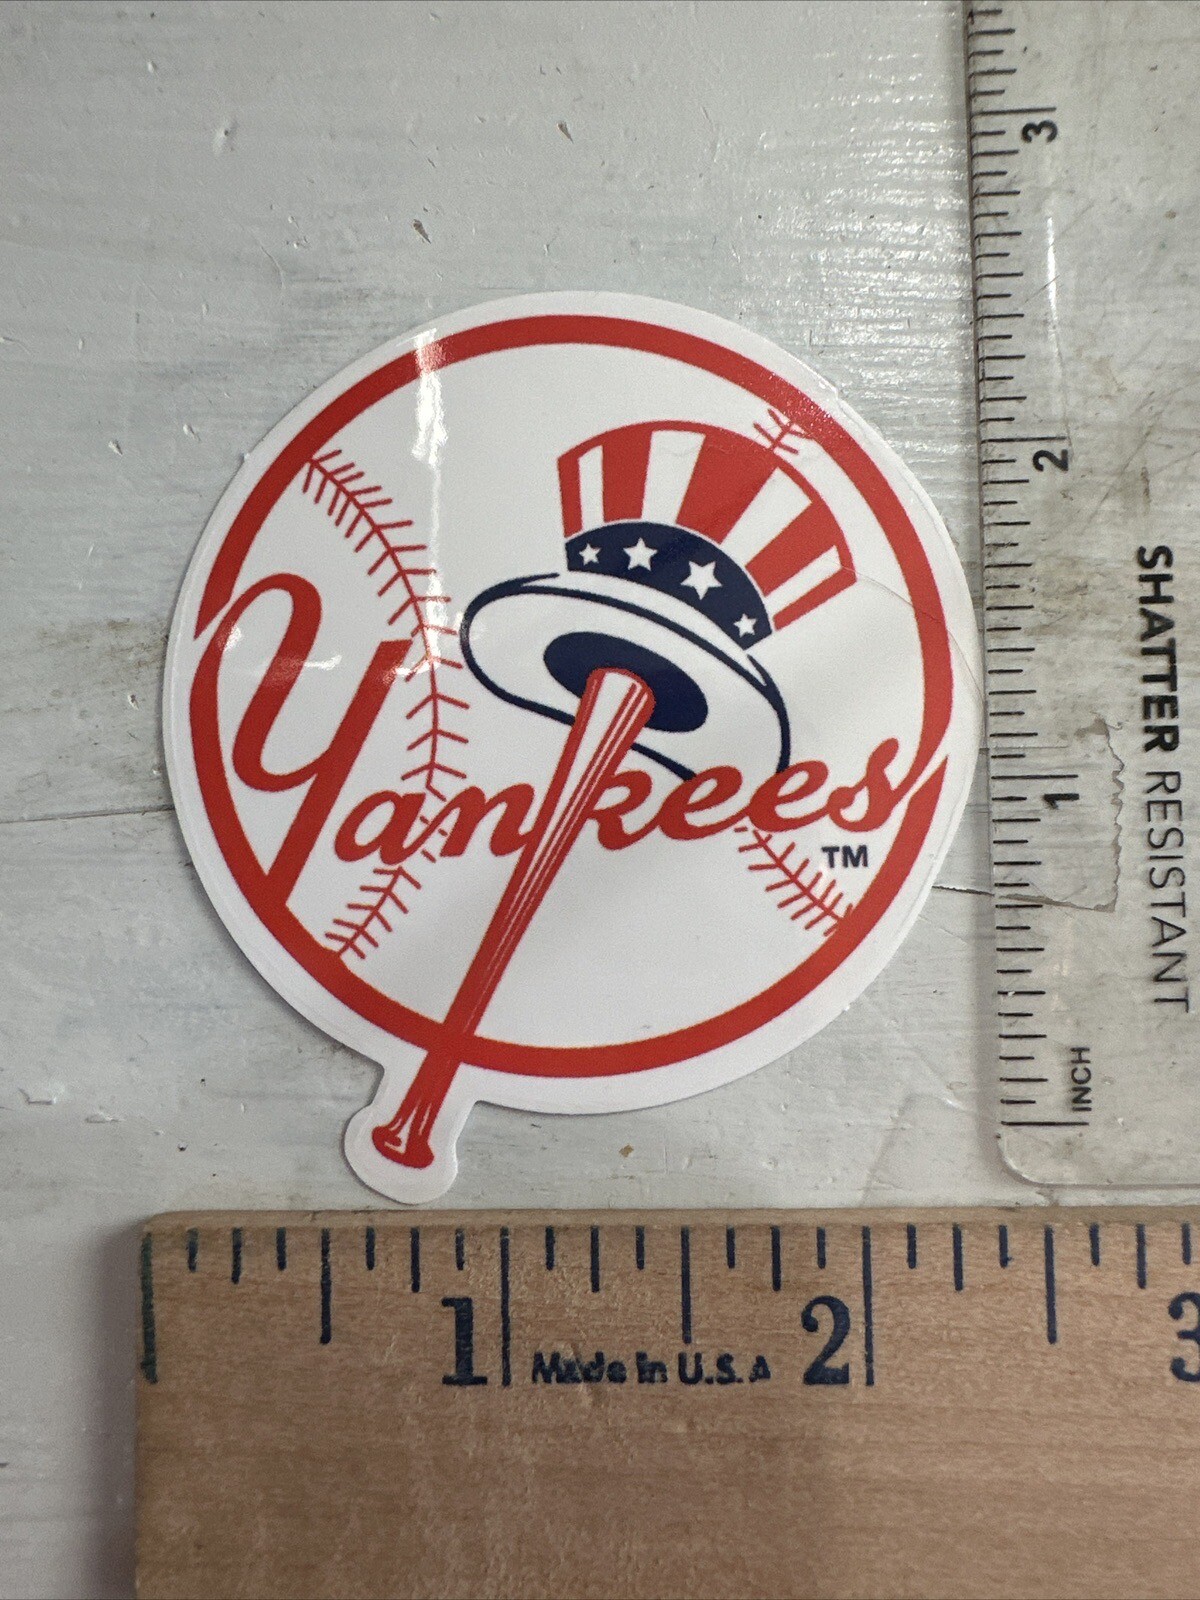 Yankees
TM
3
2
1
INCH
SHATTER RESISTANT
1 2 3
Made in U.S.A